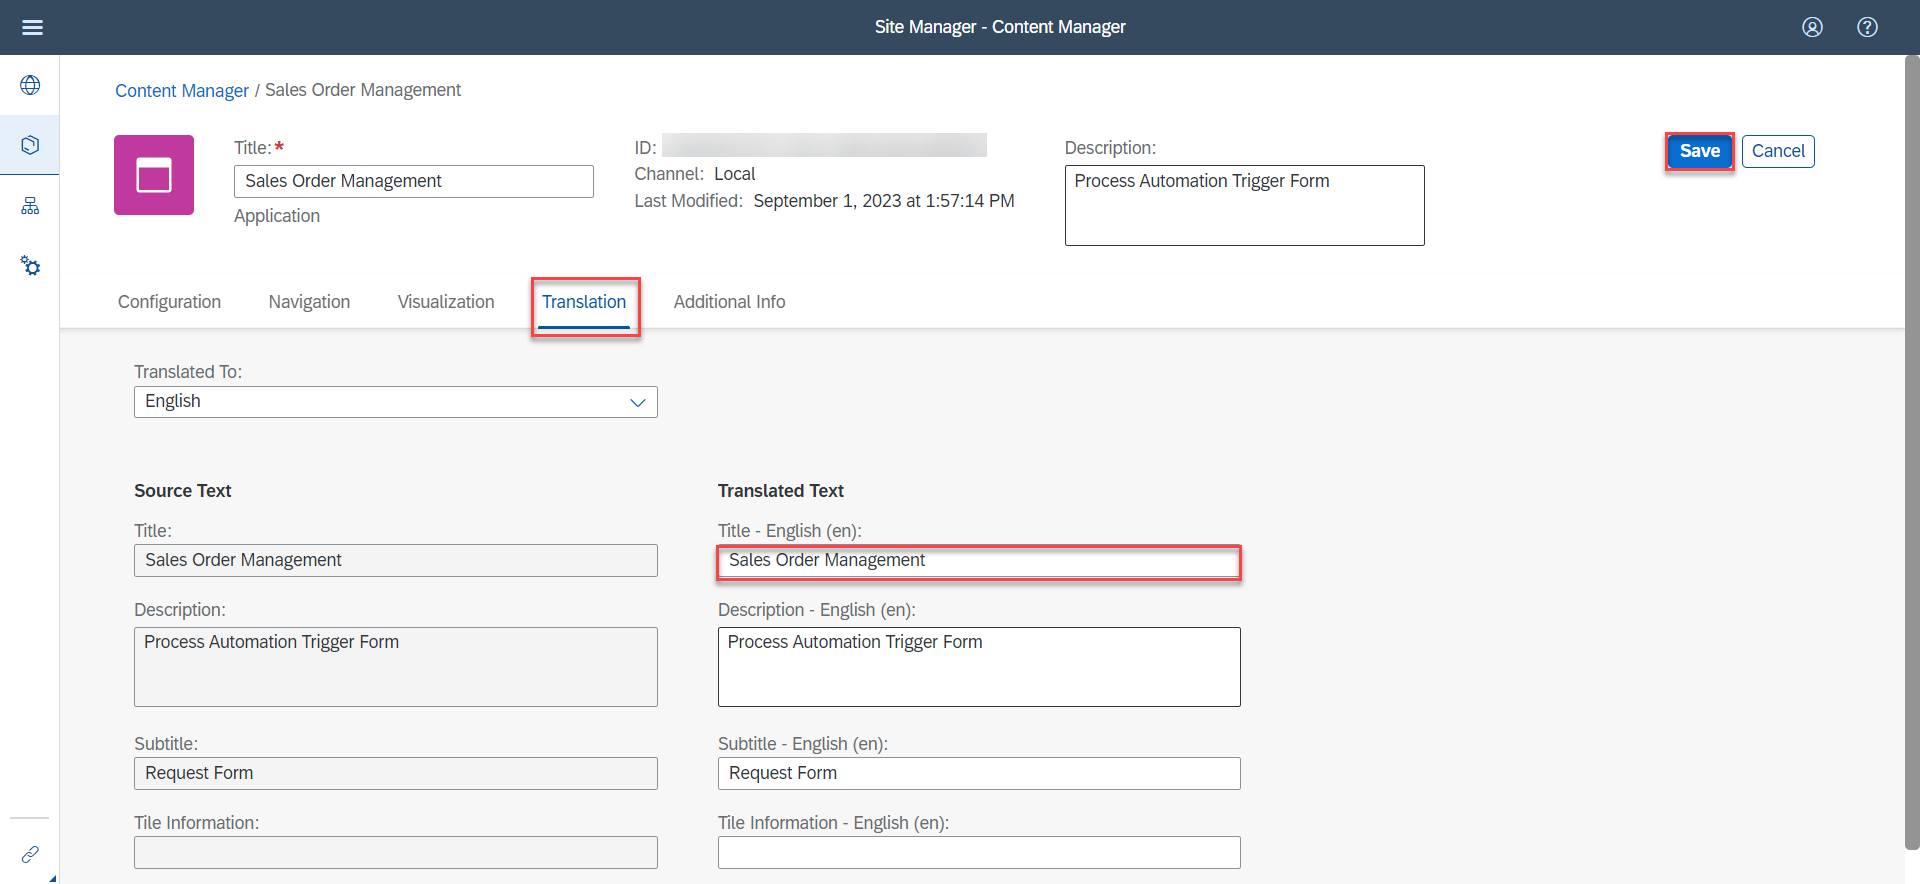 Site Manager - Content Manager
Content Manager / Sales Order Management
Title:*
Sales Order Management
Application
ID:
Channel: Local
Last Modified: September 1, 2023 at 1:57:14 PM
Description:
Process Automation Trigger Form
Save
Cancel
Configuration
Navigation
Visualization
Translation
Additional Info
Translated To:
English
Source Text
Translated Text
Title:
Title - English (en):
Sales Order Management
Sales Order Management
Description:
Description - English (en):
Process Automation Trigger Form
Process Automation Trigger Form
Subtitle:
Subtitle - English (en):
Request Form
Request Form
Tile Information:
Tile Information - English (en):